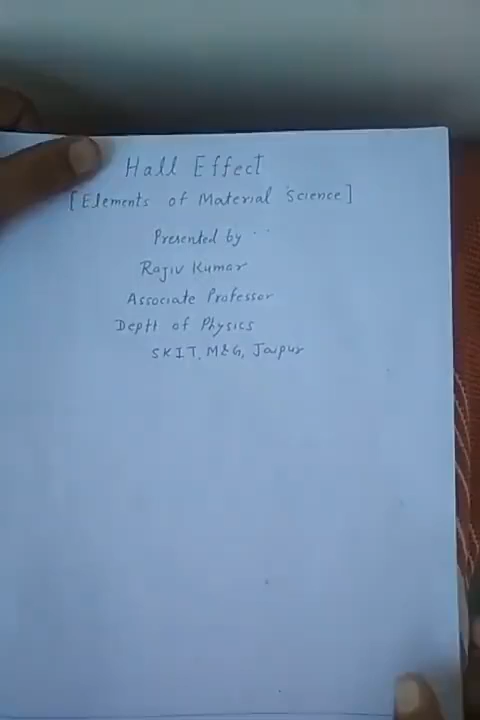 Hall Effect
[Elements of Material Science]
Presented by ..
Rajiv Kumar
Associate Professor
Deptt of Physics
SKIT, M&G, Jaipur